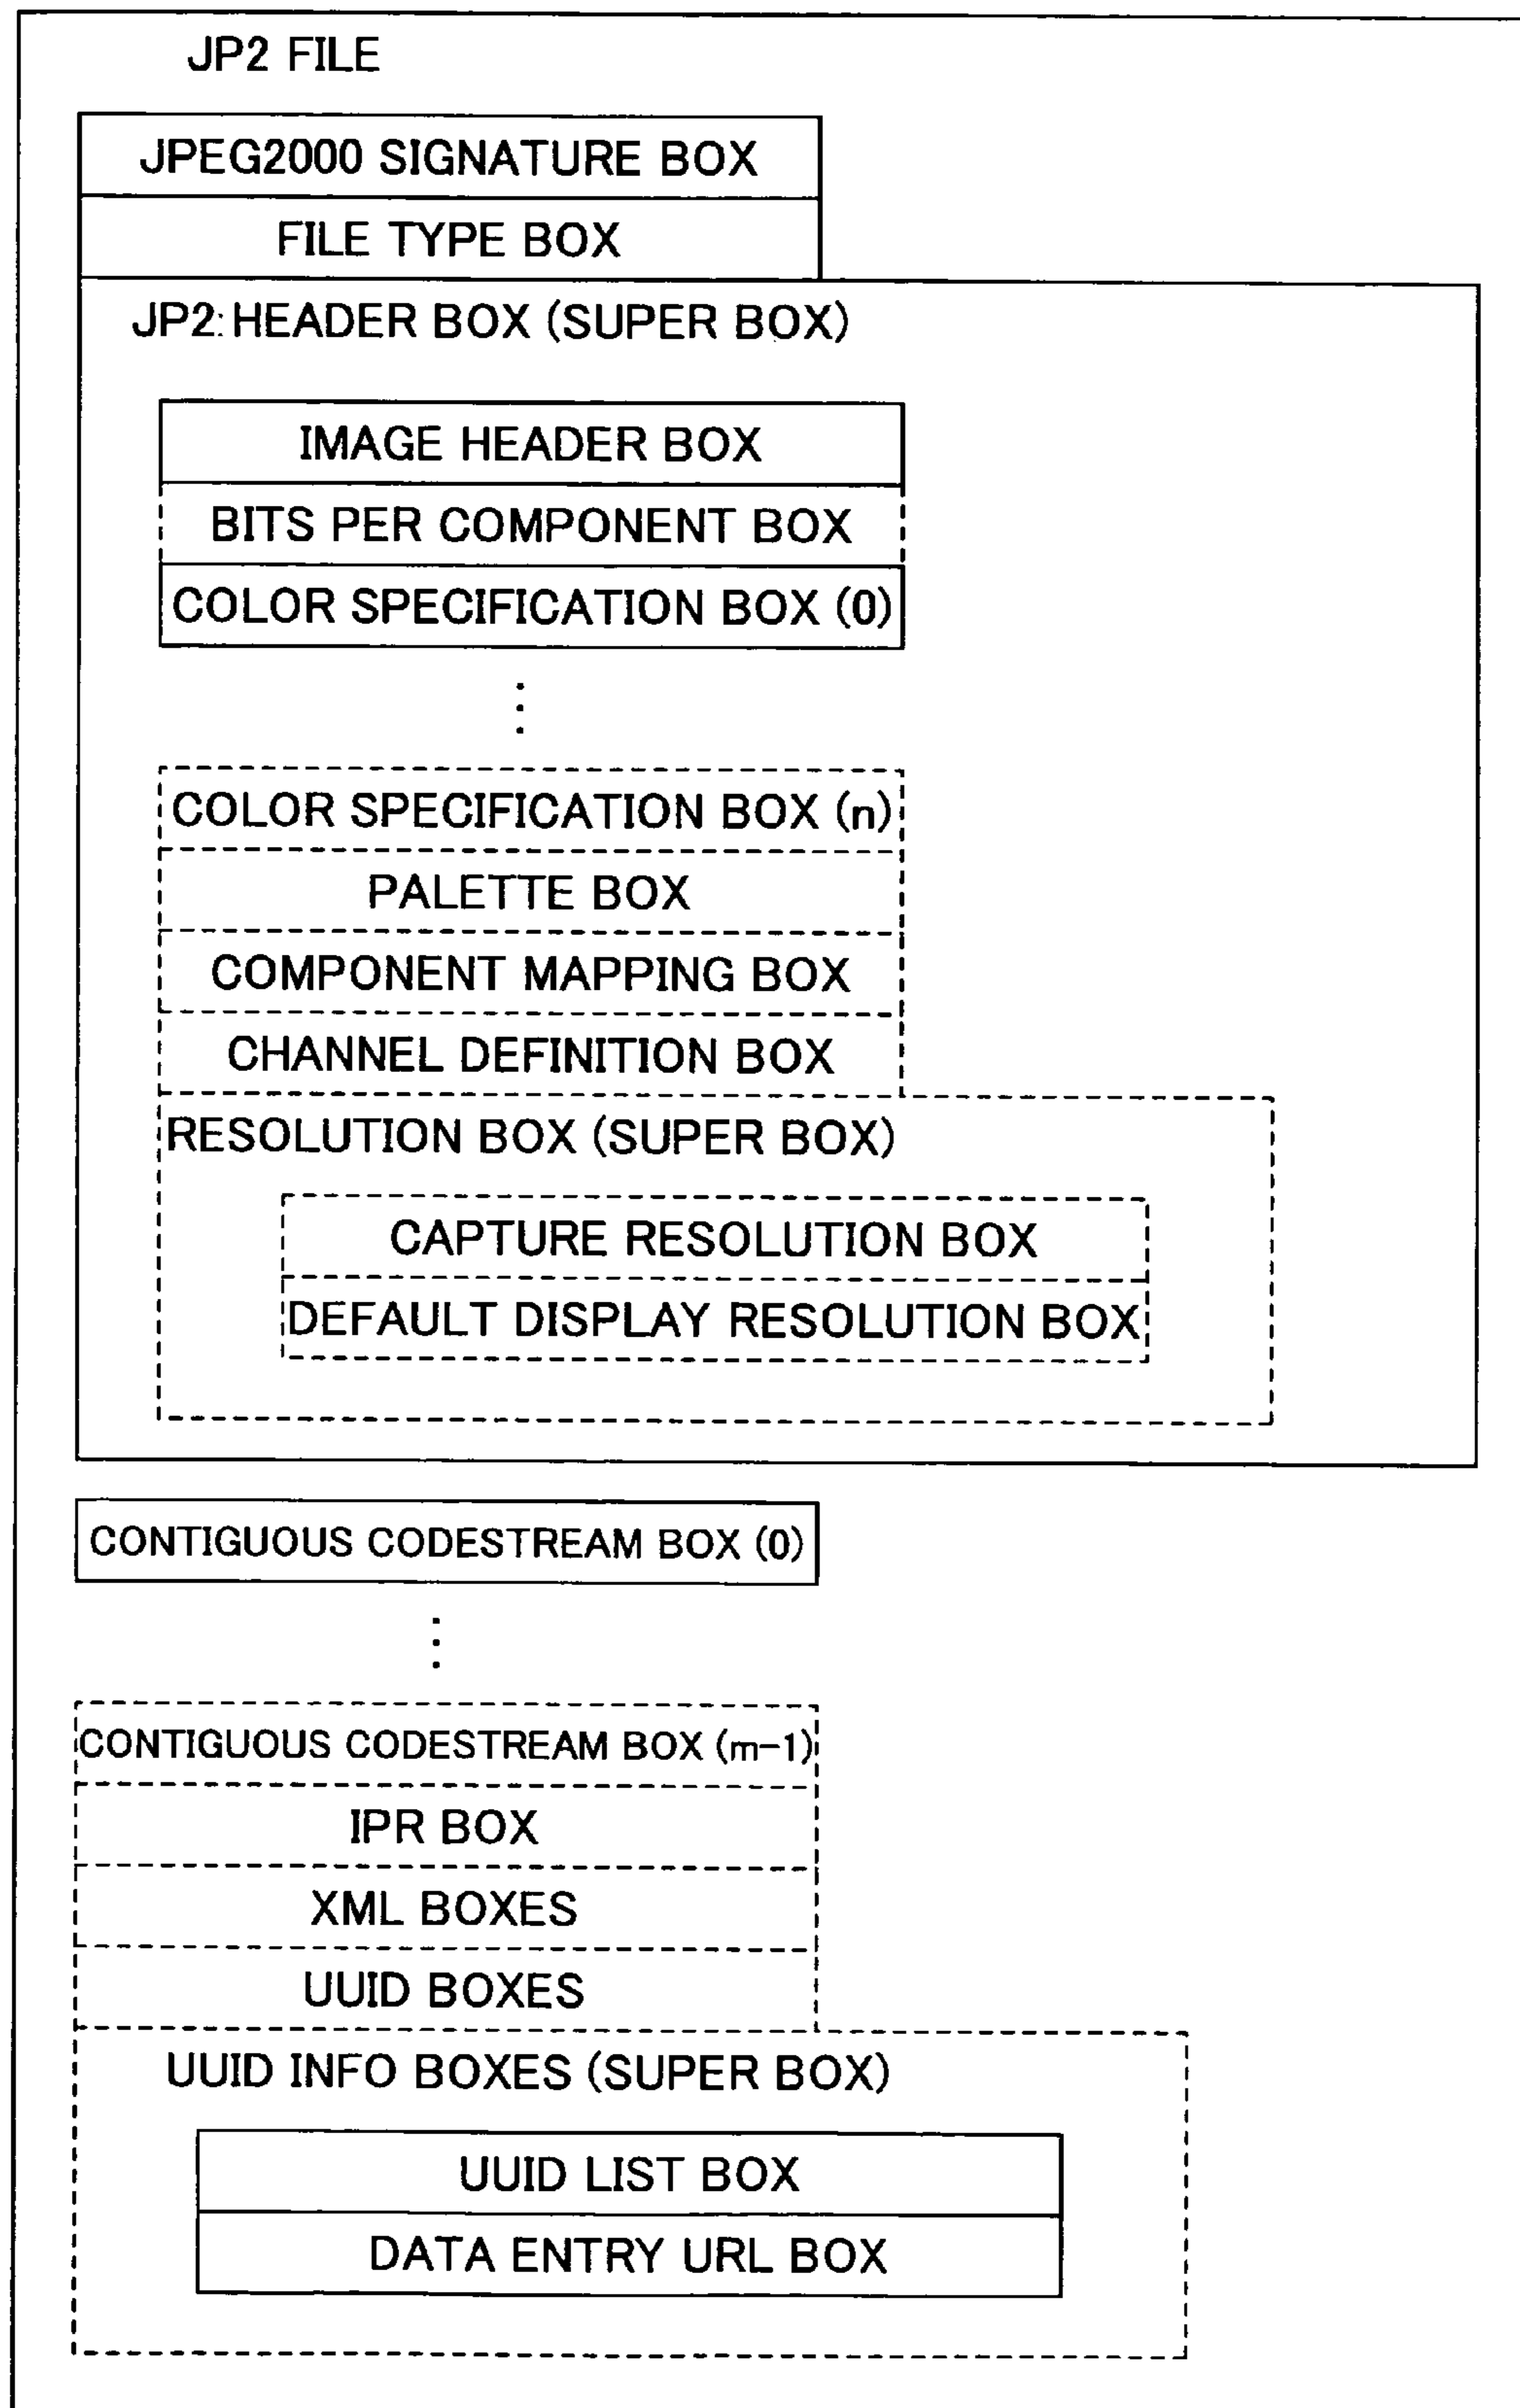 JP2 FILE
JPEG2000 SIGNATURE BOX
FILE TYPE BOX
JP2: HEADER BOX (SUPER BOX)
IMAGE HEADER BOX
BITS PER COMPONENT BOX
COLOR SPECIFICATION BOX (0)
⋮
COLOR SPECIFICATION BOX (n)
PALETTE BOX
COMPONENT MAPPING BOX
CHANNEL DEFINITION BOX
RESOLUTION BOX (SUPER BOX)
CAPTURE RESOLUTION BOX
DEFAULT DISPLAY RESOLUTION BOX
CONTIGUOUS CODESTREAM BOX (0)
⋮
CONTIGUOUS CODESTREAM BOX (m-1)
IPR BOX
XML BOXES
UUID BOXES
UUID INFO BOXES (SUPER BOX)
UUID LIST BOX
DATA ENTRY URL BOX